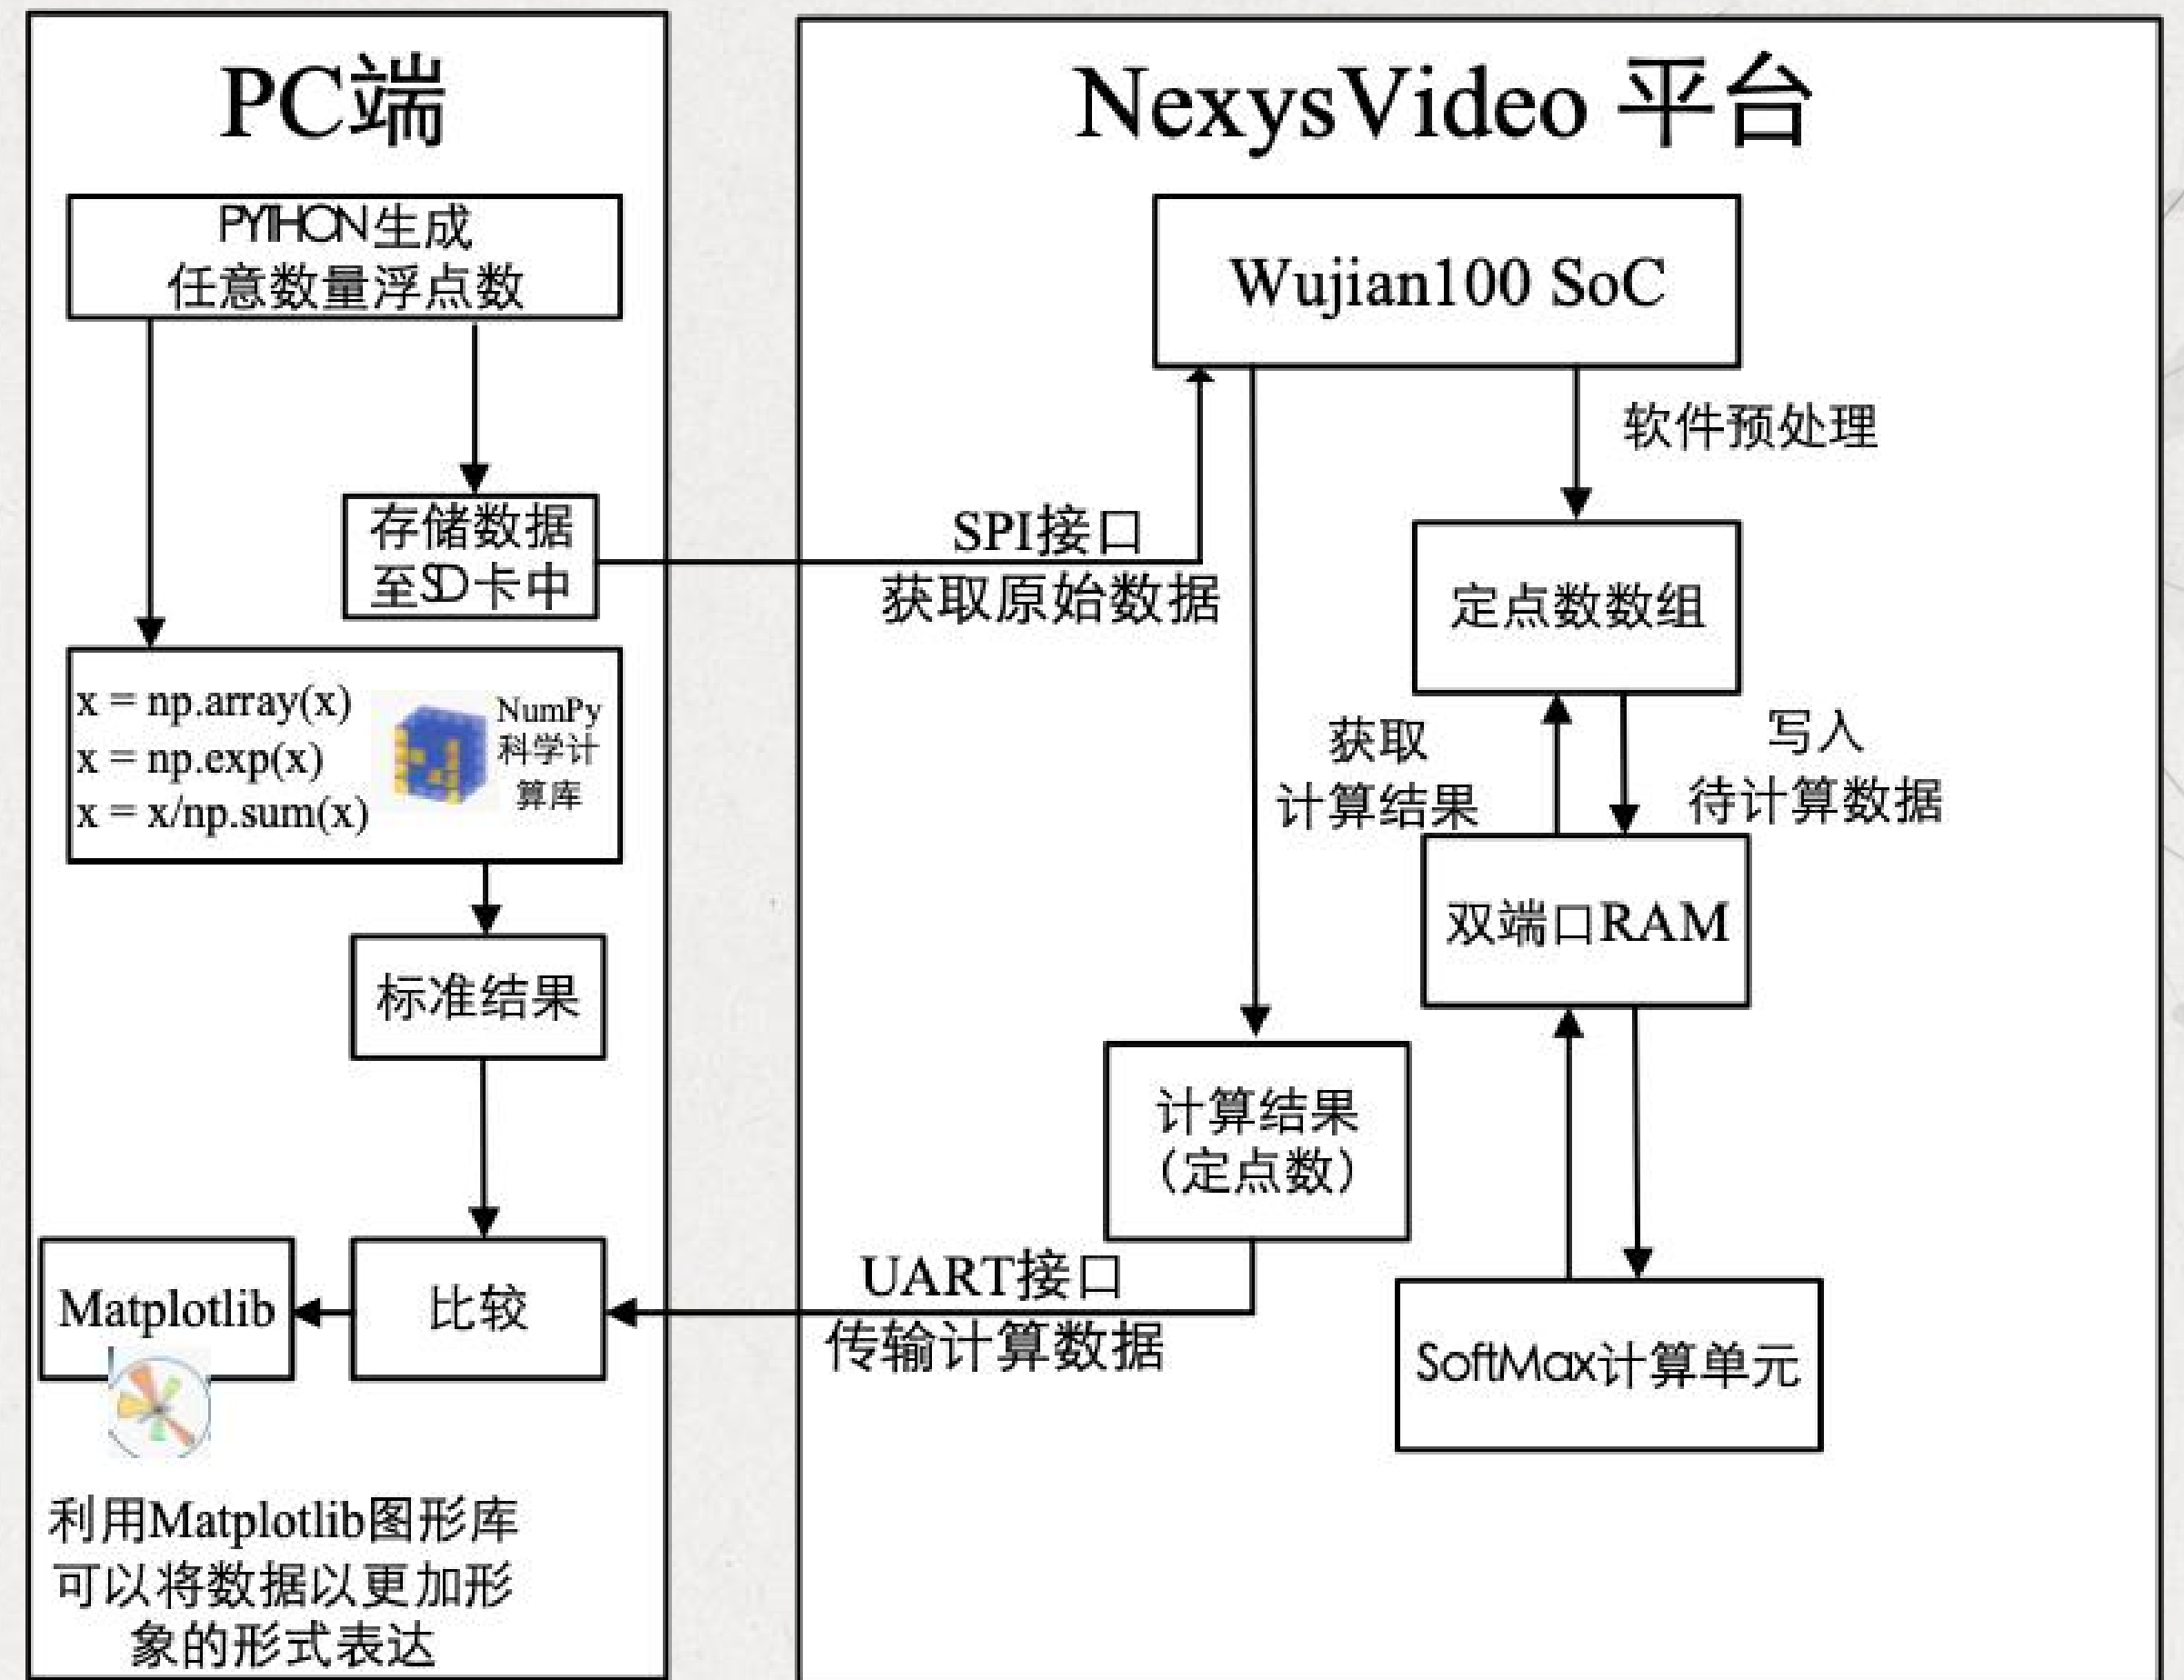 PC端
PYTHON生成
任意数量浮点数
存储数据
至SD卡中
x = np.array(x)
x = np.exp(x)
x = x/np.sum(x)
NumPy
科学计
算库
标准结果
比较
Matplotlib
利用Matplotlib图形库
可以将数据以更加形
象的形式表达
SPI接口
获取原始数据
UART接口
传输计算数据
NexysVideo 平台
Wujian100 SoC
软件预处理
定点数数组
获取
计算结果
写入
待计算数据
双端口RAM
计算结果
（定点数）
SoftMax计算单元